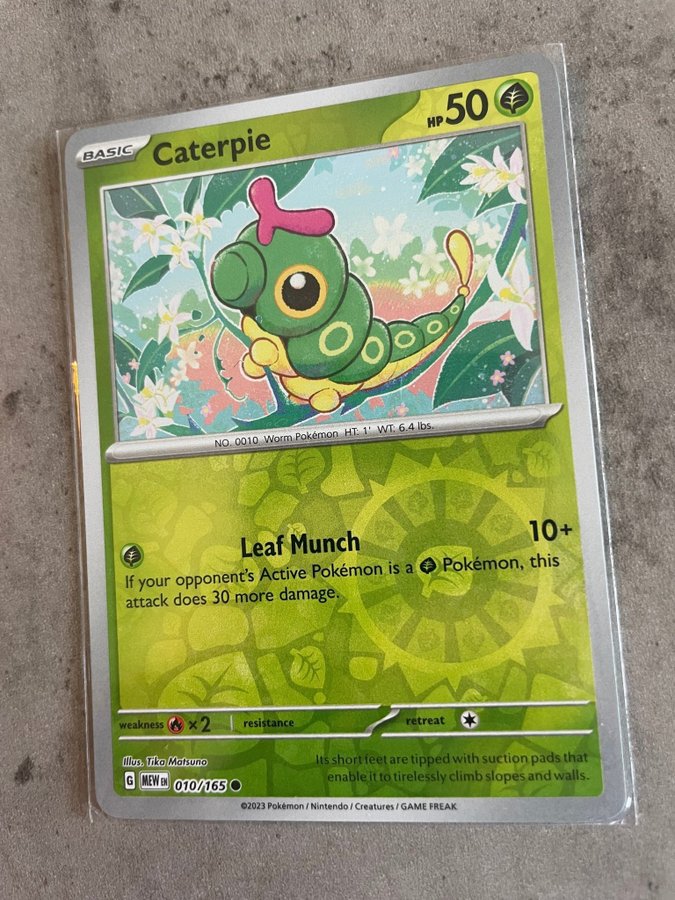 BASIC Caterpie HP 50
NO. 0010 Worm Pokémon HT: 1' WT: 6.4 lbs.
Leaf Munch 10+
If your opponent's Active Pokémon is a Pokémon, this
attack does 30 more damage.
weakness ×2 resistance retreat
Illus. Tika Matsuno
Its short feet are tipped with suction pads that
enable it to tirelessly climb slopes and walls.
G MEW EN 010/165
©2023 Pokémon / Nintendo / Creatures / GAME FREAK